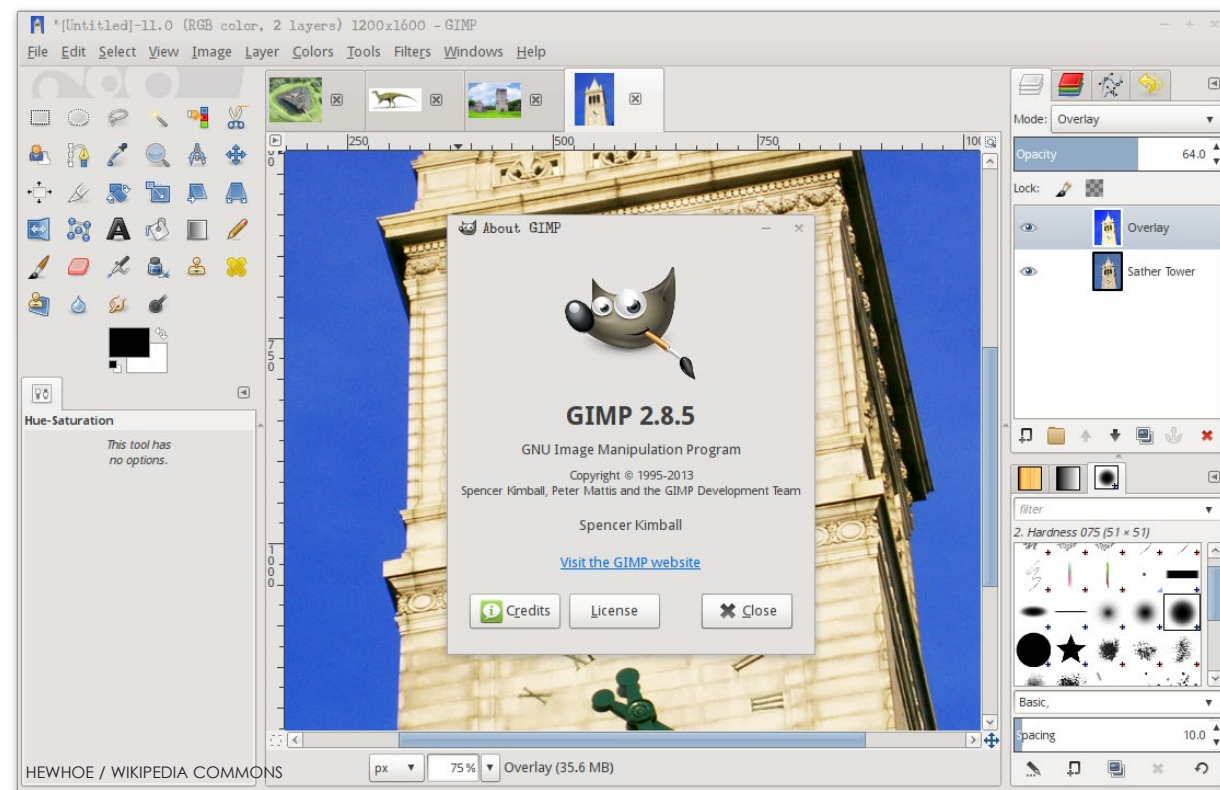 *[Untitled]-11.0 (RGB color, 2 layers) 1200x1600 – GIMP
File Edit Select View Image Layer Colors Tools Filters Windows Help
Mode: Overlay
250 500 750
Opacity 64.0
Lock:
Overlay
Sather Tower
Hue-Saturation
This tool has
no options.
About GIMP
GIMP 2.8.5
GNU Image Manipulation Program
Copyright © 1995-2013
Spencer Kimball, Peter Mattis and the GIMP Development Team
Spencer Kimball
Visit the GIMP website
Credits License Close
750
1000
filter
2. Hardness 075 (51 × 51)
Basic,
Spacing 10.0
px 75% Overlay (35.6 MB)
HEWHOE / WIKIPEDIA COMMONS